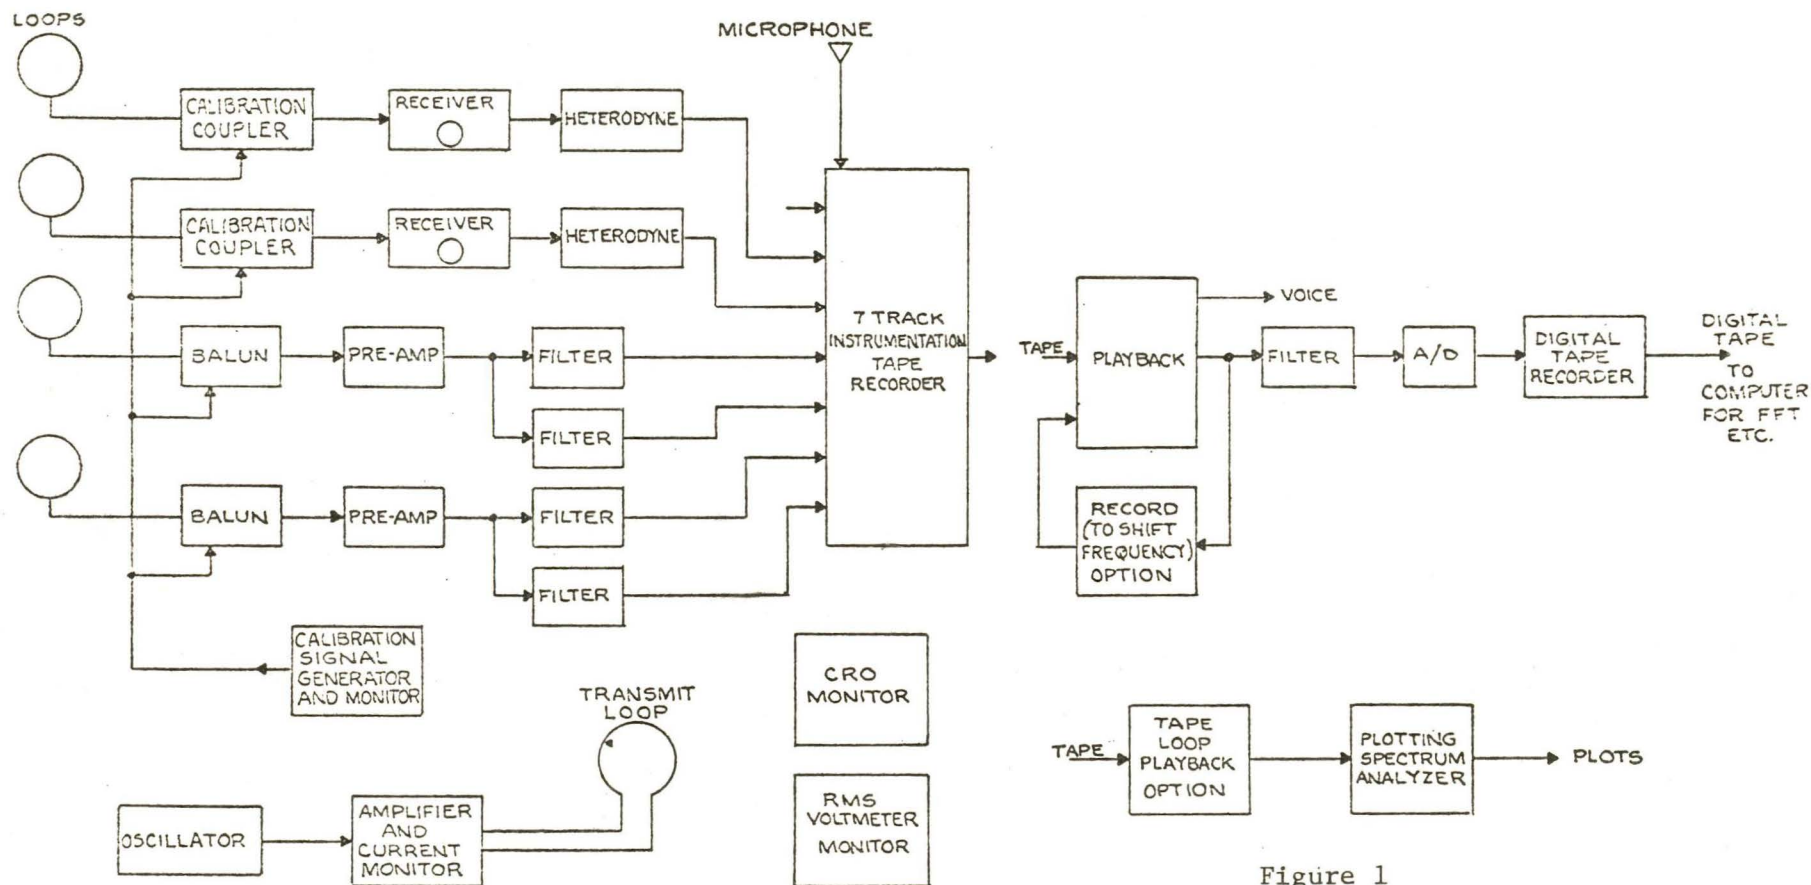 LOOPS
MICROPHONE
CALIBRATION
COUPLER
RECEIVER
HETERODYNE
CALIBRATION
COUPLER
RECEIVER
HETERODYNE
BALUN
PRE-AMP
FILTER
FILTER
BALUN
PRE-AMP
FILTER
FILTER
7 TRACK
INSTRUMENTATION
TAPE
RECORDER
TAPE
PLAYBACK
VOICE
FILTER
A/D
DIGITAL
TAPE
RECORDER
DIGITAL
TAPE
TO
COMPUTER
FOR FFT
ETC.
RECORD
(TO SHIFT
FREQUENCY)
OPTION
CALIBRATION
SIGNAL
GENERATOR
AND MONITOR
TRANSMIT
LOOP
CRO
MONITOR
OSCILLATOR
AMPLIFIER
AND
CURRENT
MONITOR
RMS
VOLTMETER
MONITOR
TAPE
TAPE
LOOP
PLAYBACK
OPTION
PLOTTING
SPECTRUM
ANALYZER
PLOTS
Figure 1